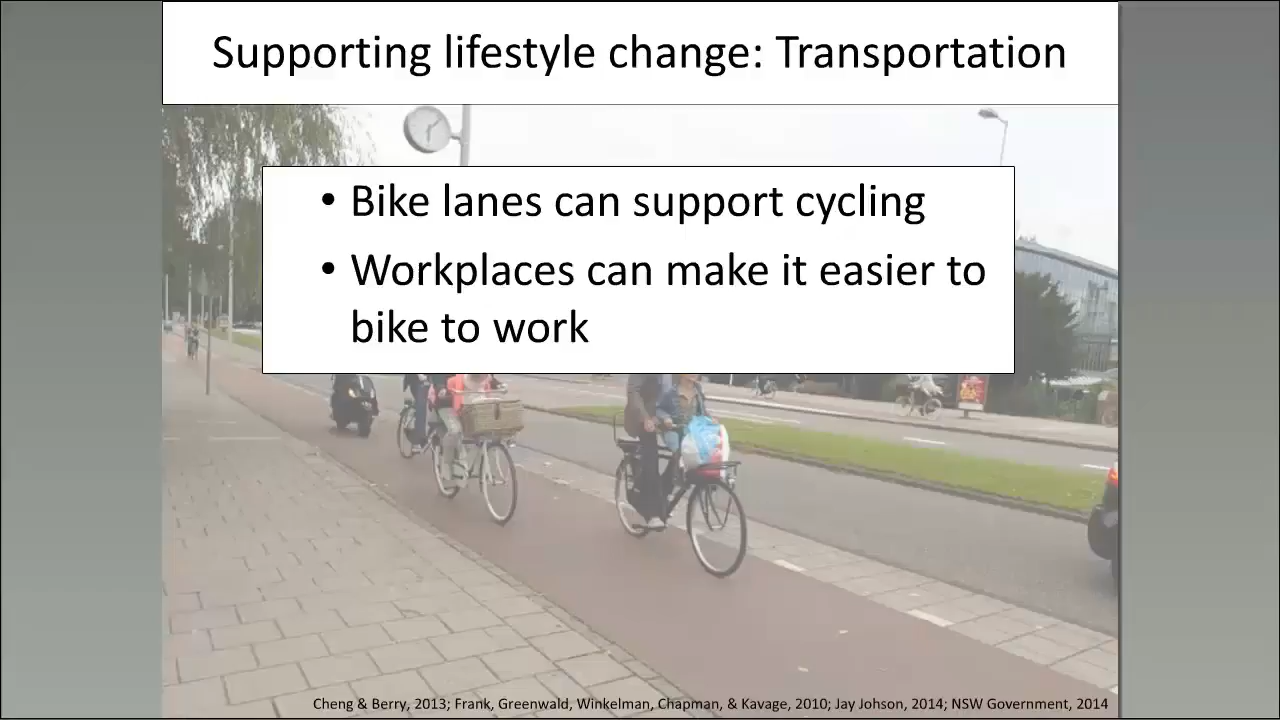 Supporting lifestyle change: Transportation
• Bike lanes can support cycling
• Workplaces can make it easier to
bike to work
Cheng & Berry, 2013; Frank, Greenwald, Winkelman, Chapman, & Kavage, 2010; Jay Johson, 2014; NSW Government, 2014